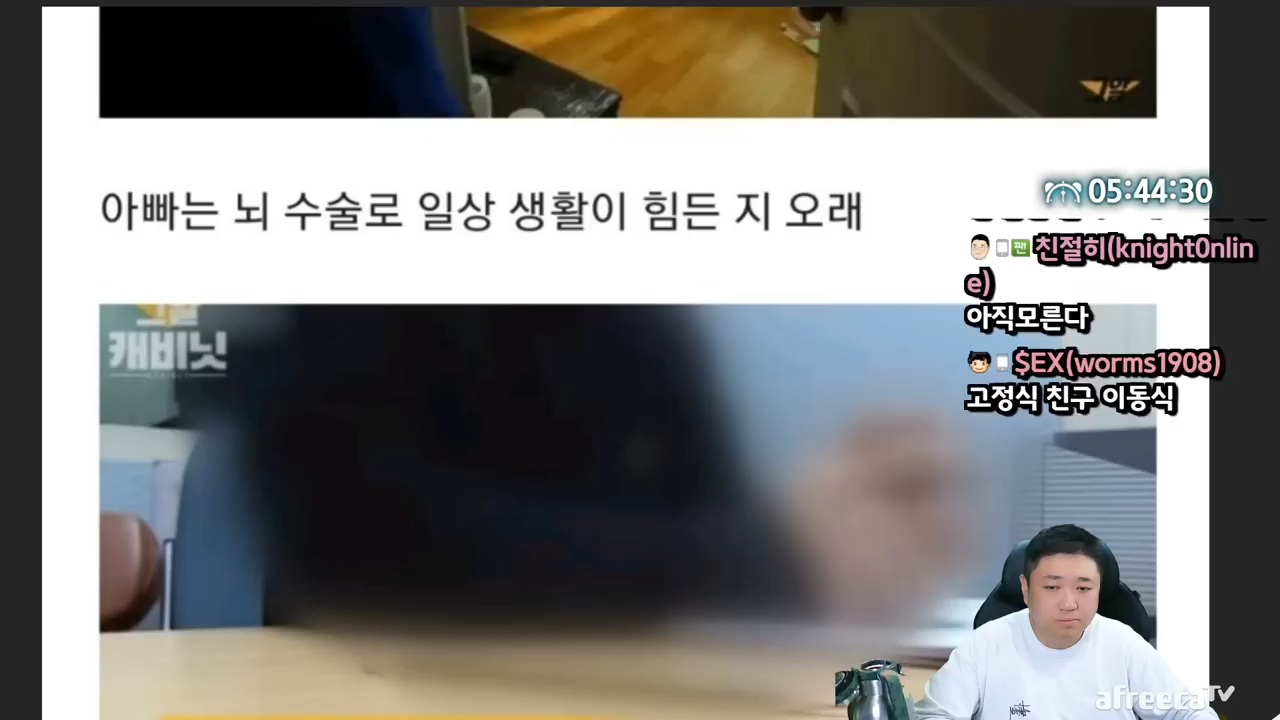 아빠는 뇌 수술로 일상 생활이 힘든 지 오래
05:44:30
팬 친절히(knight0nlin
e)
아직모른다
$EX(worms1908)
고정식 친구 이동식
캐비닛
afreecaTV